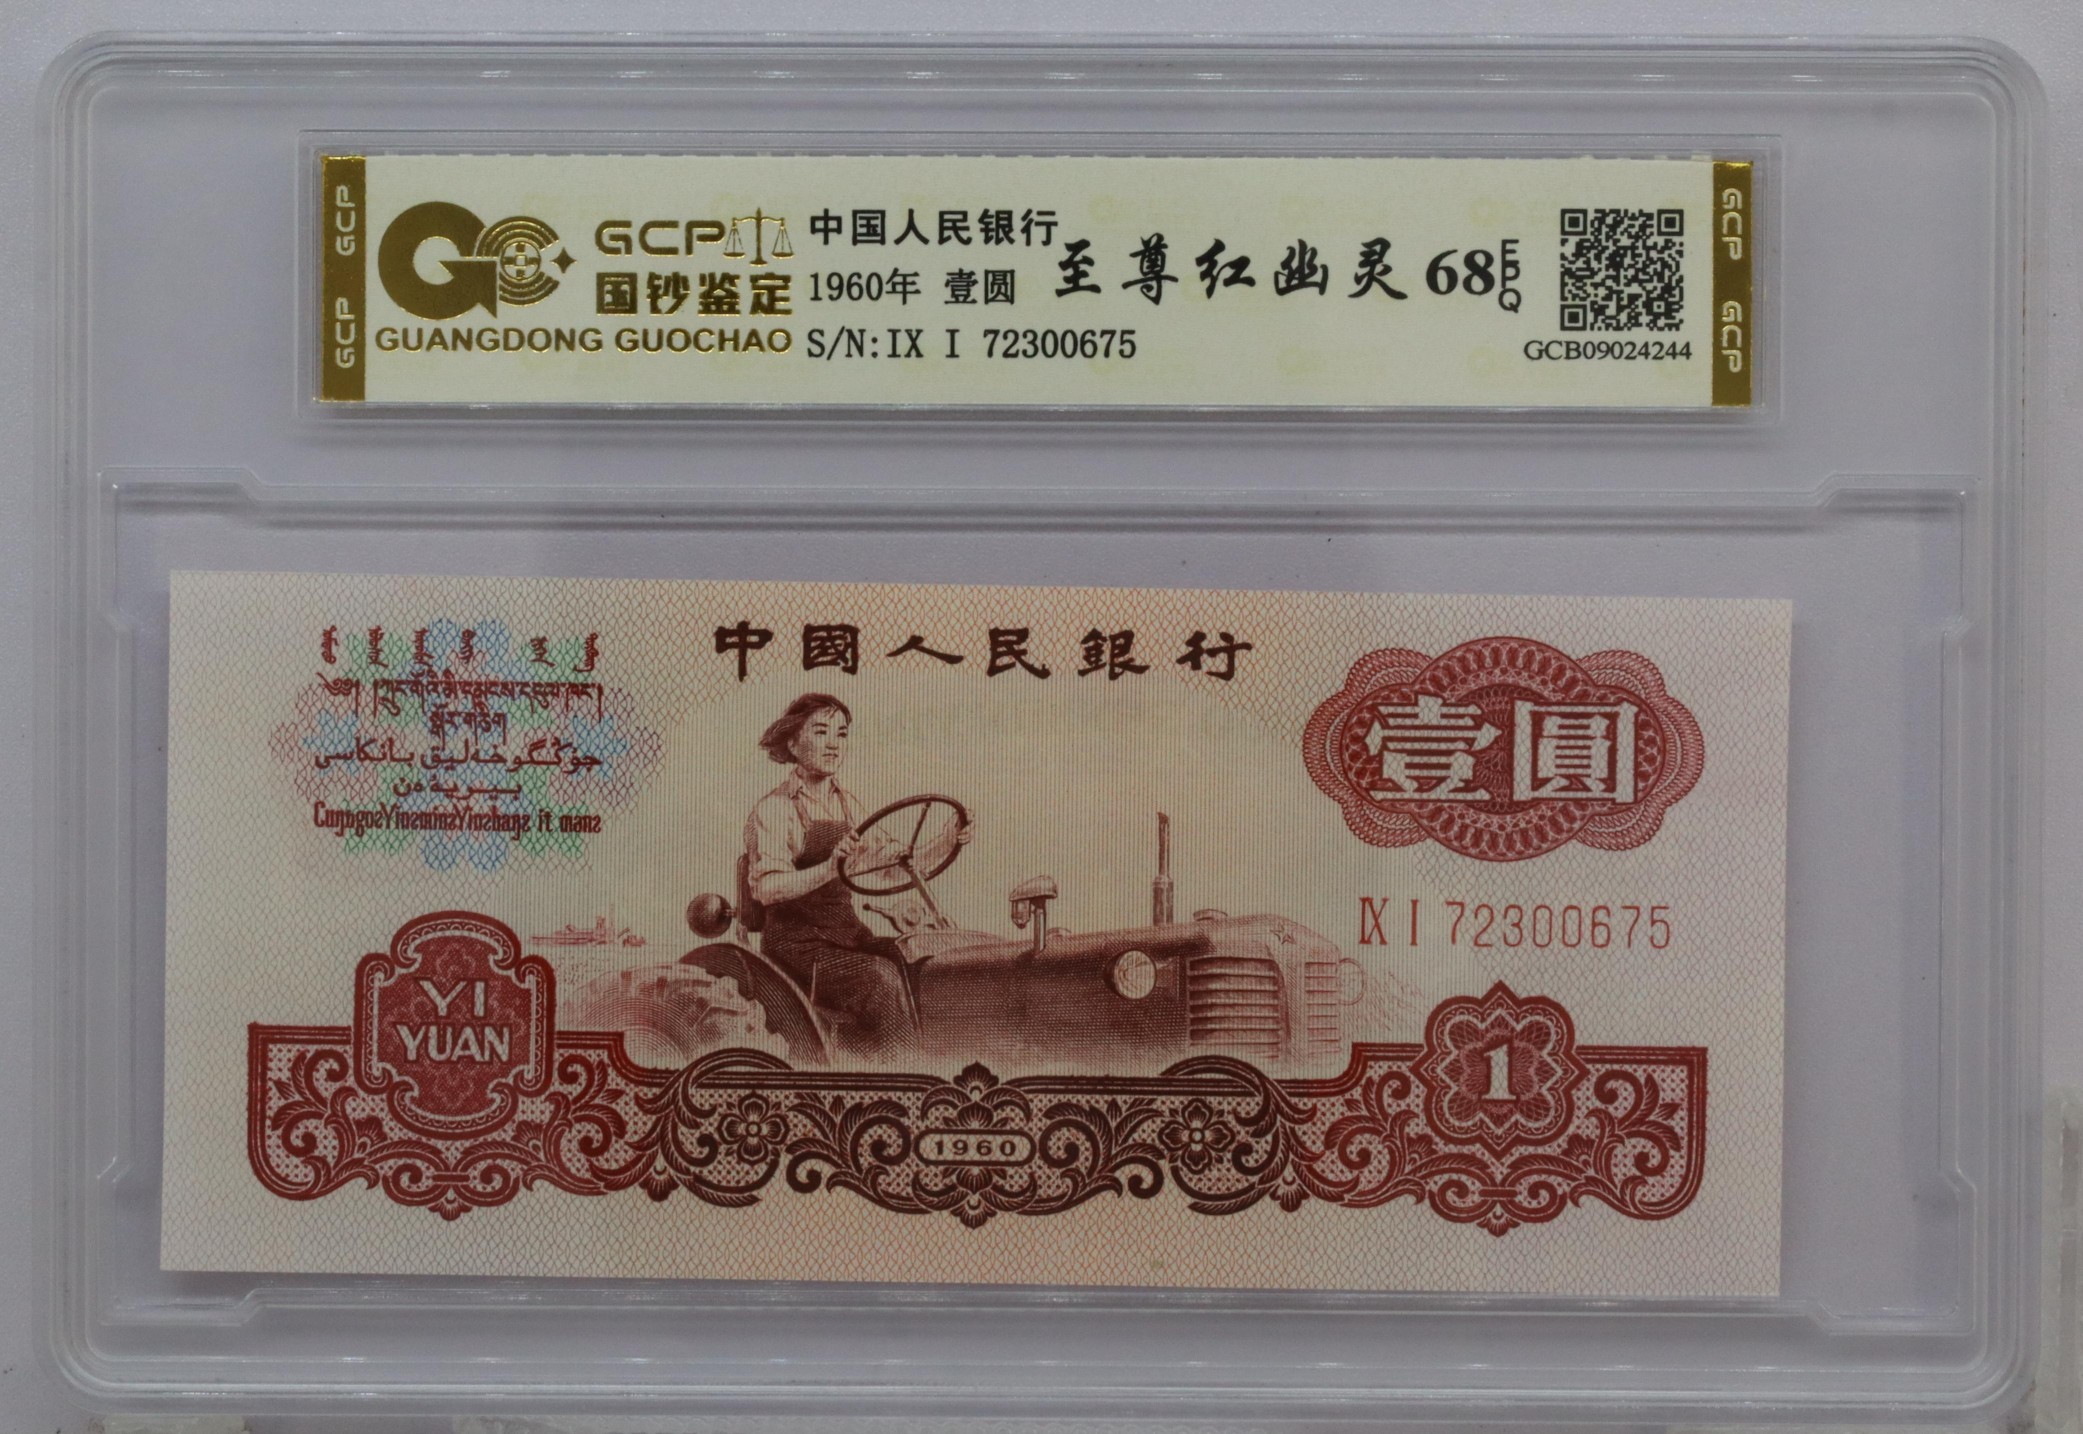 GCP GCP
GCP
国钞鉴定
GUANGDONG GUOCHAO
中国人民银行
1960年 壹圆
S/N:IX I 72300675
至尊红幽灵 68 EPQ
GCB09024244
GCP GCP
中國人民銀行
壹圓
IX I 72300675
YI
YUAN
1960
1